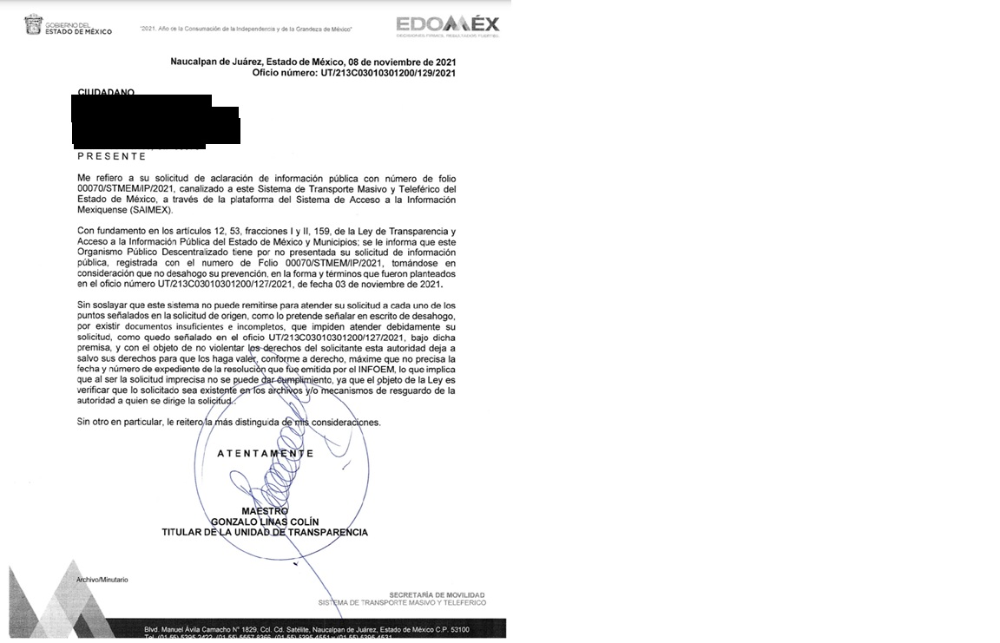 GOBIERNO DEL
ESTADO DE MÉXICO
"2021. Año de la Consumación de la Independencia y de la Grandeza de México"
EDOMÉX
DECISIONES FIRMES, RESULTADOS FUERTES.
Naucalpan de Juárez, Estado de México, 08 de noviembre de 2021
Oficio número: UT/213C03010301200/129/2021
CIUDADANO
P R E S E N T E
Me refiero a su solicitud de aclaración de información pública con número de folio
00070/STMEM/IP/2021, canalizado a este Sistema de Transporte Masivo y Teleférico del
Estado de México, a través de la plataforma del Sistema de Acceso a la Información
Mexiquense (SAIMEX).
Con fundamento en los artículos 12, 53, fracciones I y II, 159, de la Ley de Transparencia y
Acceso a la Información Pública del Estado de México y Municipios; se le informa que este
Organismo Público Descentralizado tiene por no presentada su solicitud de información
pública, registrada con el numero de Folio 00070/STMEM/IP/2021, tomándose en
consideración que no desahogo su prevención, en la forma y términos que fueron planteados
en el oficio número UT/213C03010301200/127/2021, de fecha 03 de noviembre de 2021.
Sin soslayar que este sistema no puede remitirse para atender su solicitud a cada uno de los
puntos señalados en la solicitud de origen, como lo pretende señalar en escrito de desahogo,
por existir documentos insuficientes e incompletos, que impiden atender debidamente su
solicitud, como quedo señalado en el oficio UT/213C03010301200/127/2021, bajo dicha
premisa, y con el objeto de no violentar los derechos del solicitante esta autoridad deja a
salvo sus derechos para que los haga valer, conforme a derecho, máxime que no precisa la
fecha y número de expediente de la resolución que fue emitida por el INFOEM, lo que implica
que al ser la solicitud imprecisa no se puede dar cumplimiento, ya que el objeto de la Ley es
verificar que lo solicitado sea existente en los archivos y/o mecanismos de resguardo de la
autoridad a quien se dirige la solicitud..
Sin otro en particular, le reitero la más distinguida de mis consideraciones.
A T E N T A M E N T E
MAESTRO
GONZALO LINAS COLÍN
TITULAR DE LA UNIDAD DE TRANSPARENCIA
Archivo/Minutario
SECRETARÍA DE MOVILIDAD
SISTEMA DE TRANSPORTE MASIVO Y TELEFÉRICO
Blvd. Manuel Ávila Camacho N° 1829, Ccl. Cd. Satélite, Naucalpan de Juárez, Estado de México C.P. 53100
Tel. (01 55) 5395 2422, (01 55) 5557 8366, (01 55) 5395 4551 y (01 55) 5395 4531